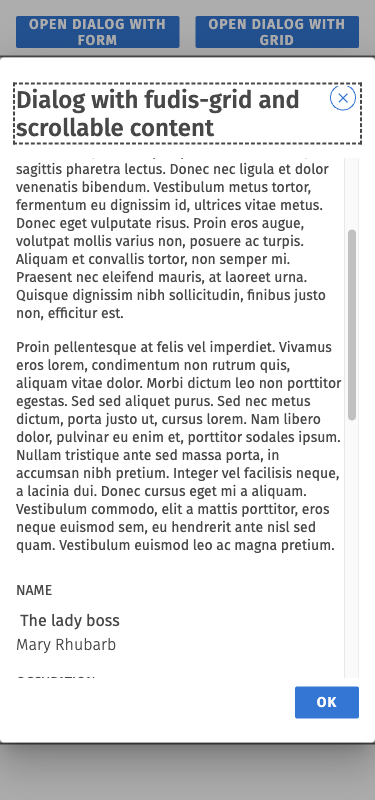 OPEN DIALOG WITH
FORM
OPEN DIALOG WITH
GRID
Dialog with fudis-grid and
scrollable content
sagittis pharetra lectus. Donec nec ligula et dolor
venenatis bibendum. Vestibulum metus tortor,
fermentum eu dignissim id, ultrices vitae metus.
Donec eget vulputate risus. Proin eros augue,
volutpat mollis varius non, posuere ac turpis.
Aliquam et convallis tortor, non semper mi.
Praesent nec eleifend mauris, at laoreet urna.
Quisque dignissim nibh sollicitudin, finibus justo
non, efficitur est.
Proin pellentesque at felis vel imperdiet. Vivamus
eros lorem, condimentum non rutrum quis,
aliquam vitae dolor. Morbi dictum leo non porttitor
egestas. Sed sed aliquet purus. Sed nec metus
dictum, porta justo ut, cursus lorem. Nam libero
dolor, pulvinar eu enim et, porttitor sodales ipsum.
Nullam tristique ante sed massa porta, in
accumsan nibh pretium. Integer vel facilisis neque,
a lacinia dui. Donec cursus eget mi a aliquam.
Vestibulum commodo, elit a mattis porttitor, eros
neque euismod sem, eu hendrerit ante nisl sed
quam. Vestibulum euismod leo ac magna pretium.
NAME
The lady boss
Mary Rhubarb
OK